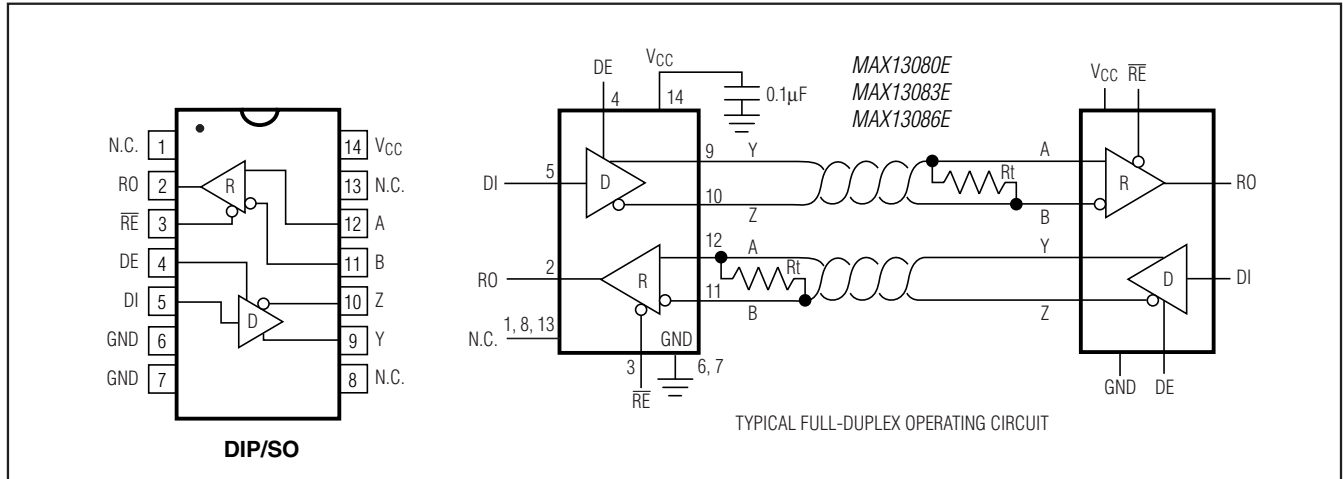 N.C. 1
RO 2
RE 3
DE 4
DI 5
GND 6
GND 7
14 VCC
13 N.C.
12 A
11 B
10 Z
9 Y
8 N.C.
R
D
DIP/SO
DE
4
VCC
14
0.1µF
MAX13080E
MAX13083E
MAX13086E
DI
5
D
9 Y
10 Z
RO
2
R
12 A
11 B
Rt
N.C. 1, 8, 13
GND
3
RE
6, 7
Rt
A
B
Y
Z
VCC
RE
R
RO
D
DI
GND
DE
TYPICAL FULL-DUPLEX OPERATING CIRCUIT